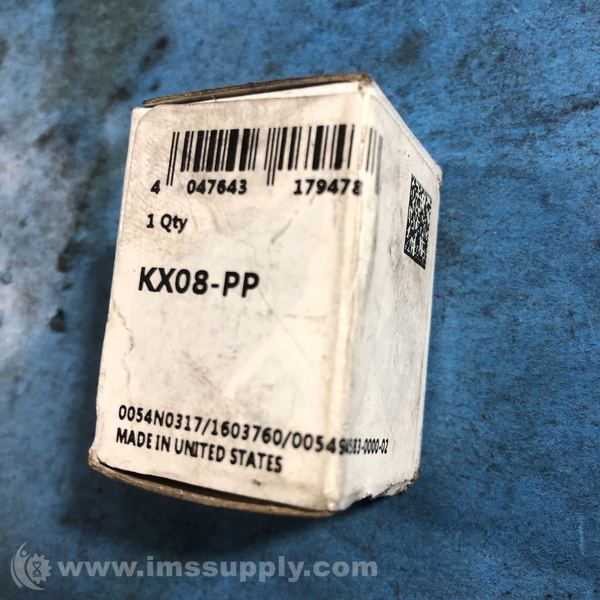 4 047643 179478
1 Qty
KX08-PP
0054N0317/1603760/0054
MADE IN UNITED STATES
www.imssupply.com